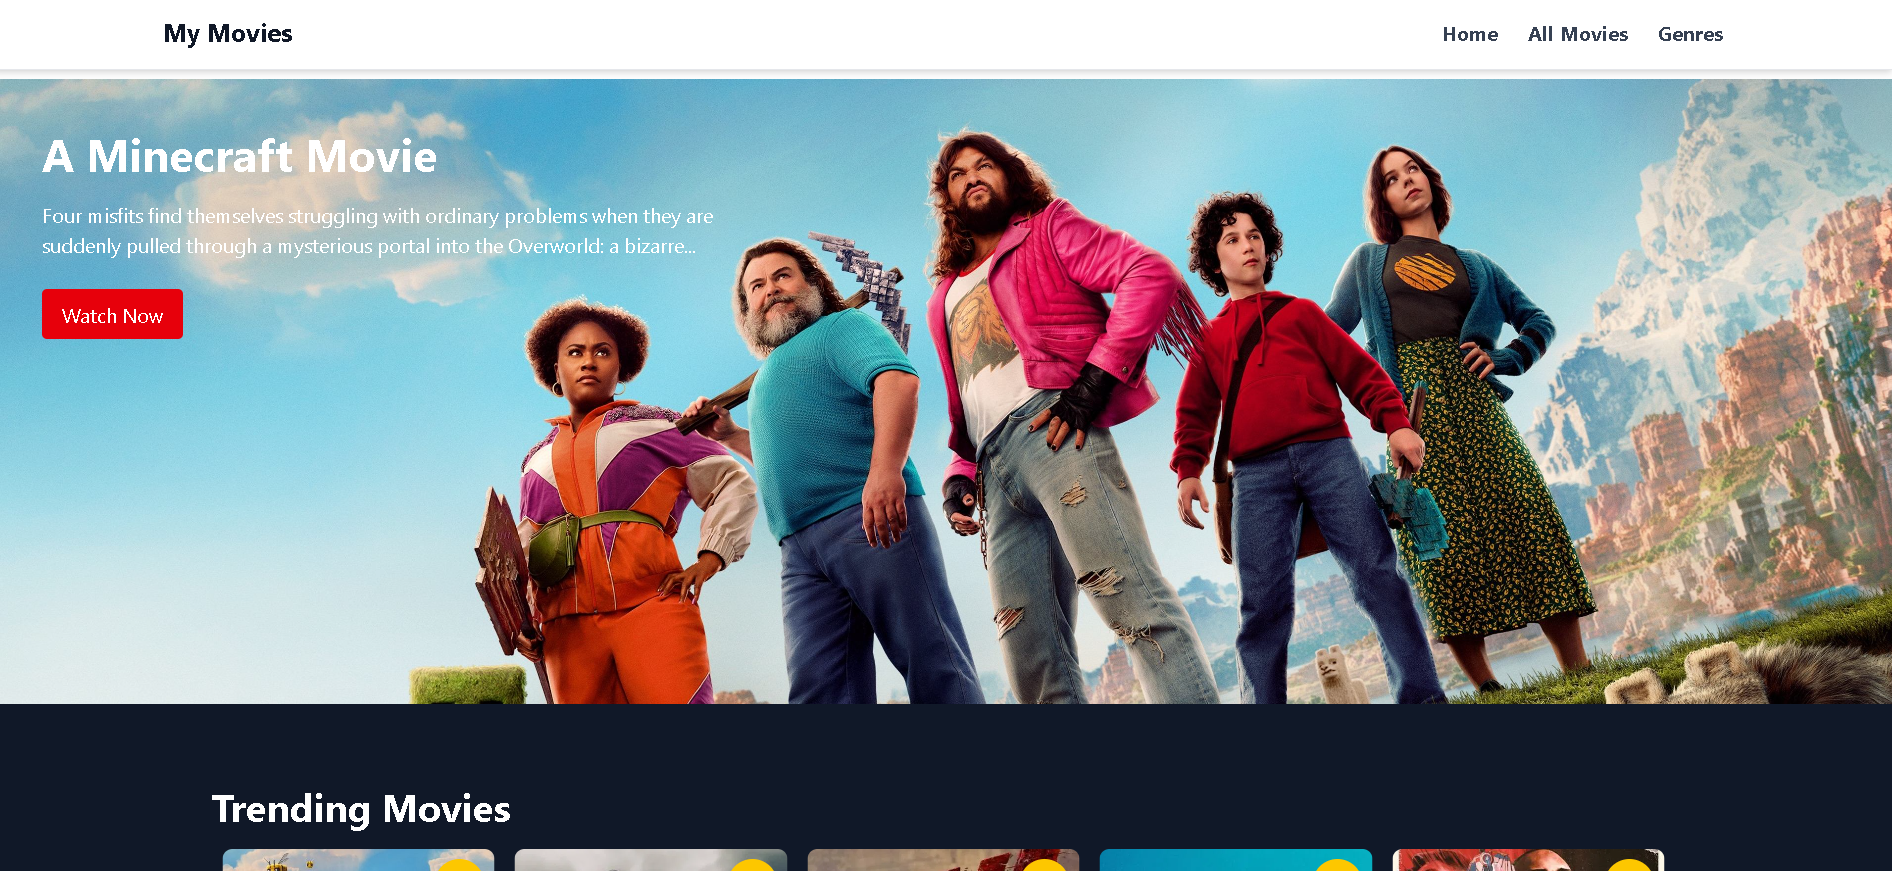 My Movies
Home All Movies Genres
A Minecraft Movie
Four misfits find themselves struggling with ordinary problems when they are
suddenly pulled through a mysterious portal into the Overworld: a bizarre...
Watch Now
Trending Movies